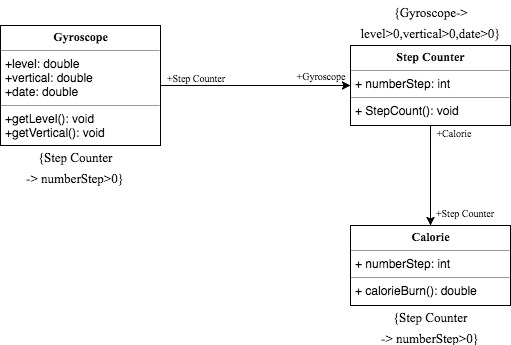 Gyroscope
+level: double
+vertical: double
+date: double
+getLevel(): void
+getVertical(): void
{Step Counter
-> numberStep>0}
+Step Counter
+Gyroscope
{Gyroscope->
level>0,vertical>0,date>0}
Step Counter
+ numberStep: int
+ StepCount(): void
+Calorie
+Step Counter
Calorie
+ numberStep: int
+ calorieBurn(): double
{Step Counter
-> numberStep>0}